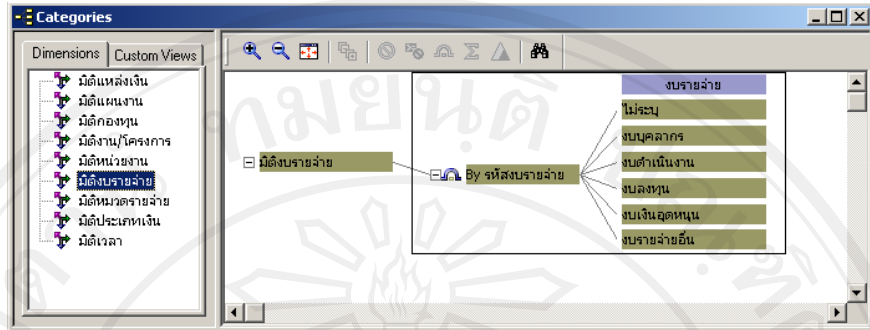 Categories
Dimensions
Custom Views
มิติแหล่งเงิน
มิติแผนงาน
มิติกองทุน
มิติงาน/โครงการ
มิติหน่วยงาน
มิติงบรายจ่าย
มิติหมวดรายจ่าย
มิติประเภทเงิน
มิติเวลา
มิติงบรายจ่าย
By รหัสงบรายจ่าย
งบรายจ่าย
ไม่ระบุ
งบบุคลากร
งบดำเนินงาน
งบลงทุน
งบเงินอุดหนุน
งบรายจ่ายอื่น